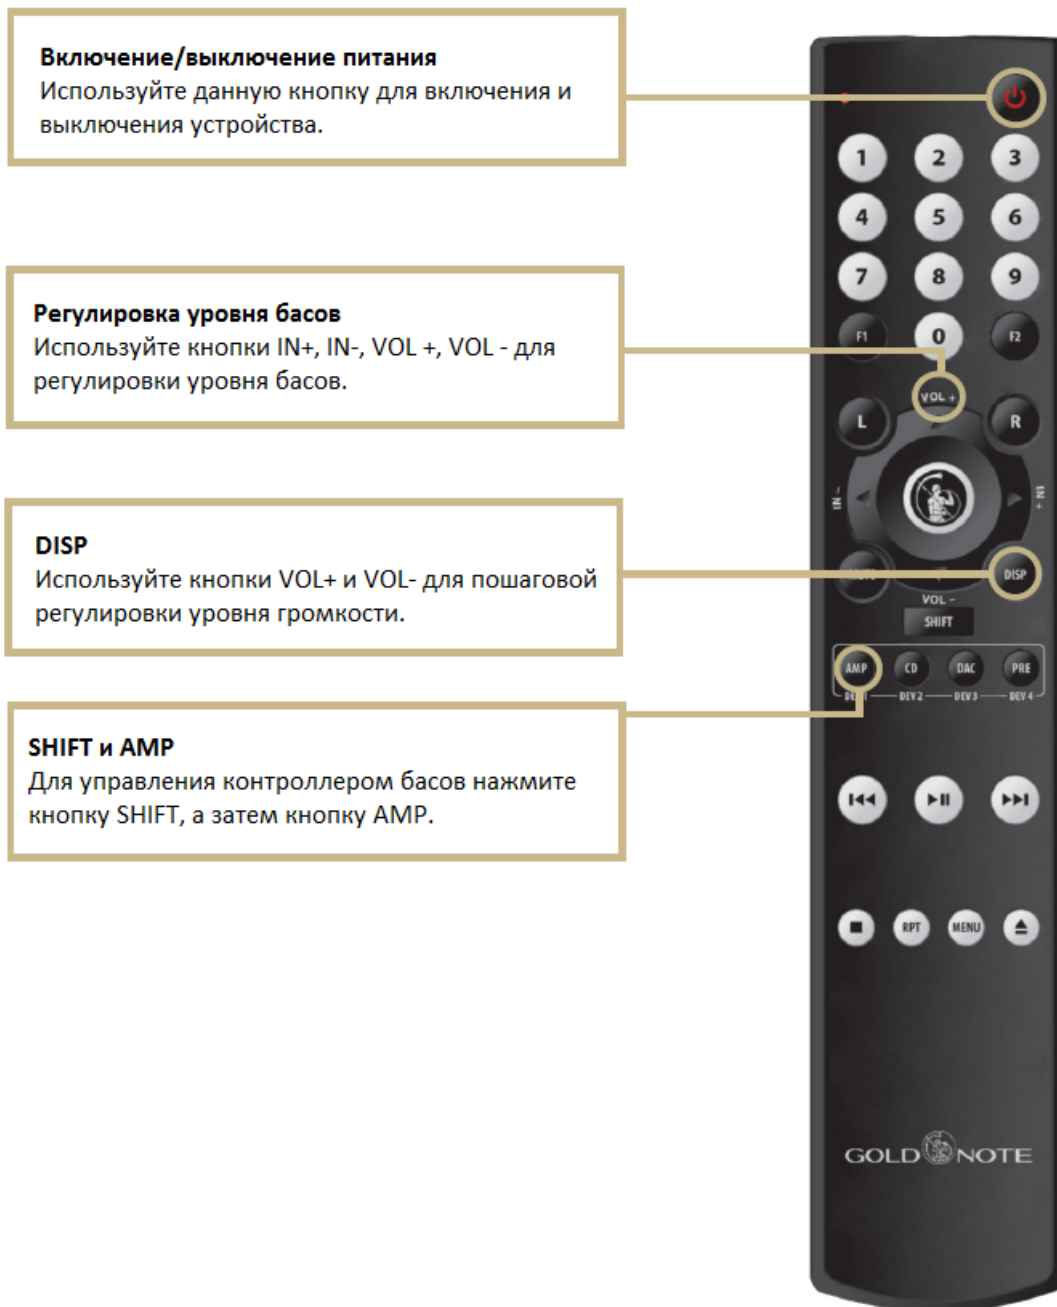 Включение/выключение питания
Используйте данную кнопку для включения и
выключения устройства.
Регулировка уровня басов
Используйте кнопки IN+, IN-, VOL +, VOL - для
регулировки уровня басов.
DISP
Используйте кнопки VOL+ и VOL- для пошаговой
регулировки уровня громкости.
SHIFT и AMP
Для управления контроллером басов нажмите
кнопку SHIFT, а затем кнопку AMP.
1 2 3
4 5 6
7 8 9
F1 0 F2
VOL +
L R
IN - IN +
MUTE DISP
VOL -
SHIFT
AMP CD DAC PRE
DEV 1 DEV 2 DEV 3 DEV 4
RPT MENU
GOLD NOTE